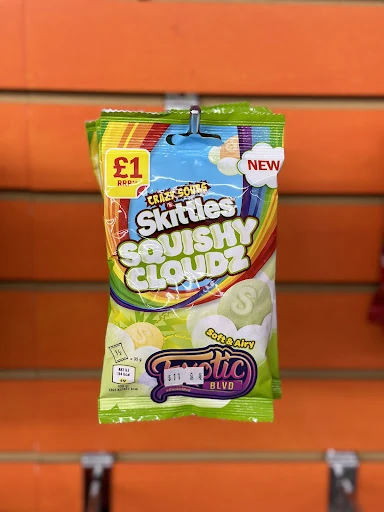 £1
RRP
NEW
CRAZY SOURS
Skittles
SQUISHY
CLOUDZ
S
S
Soft & Airy
Exotic
BLVD